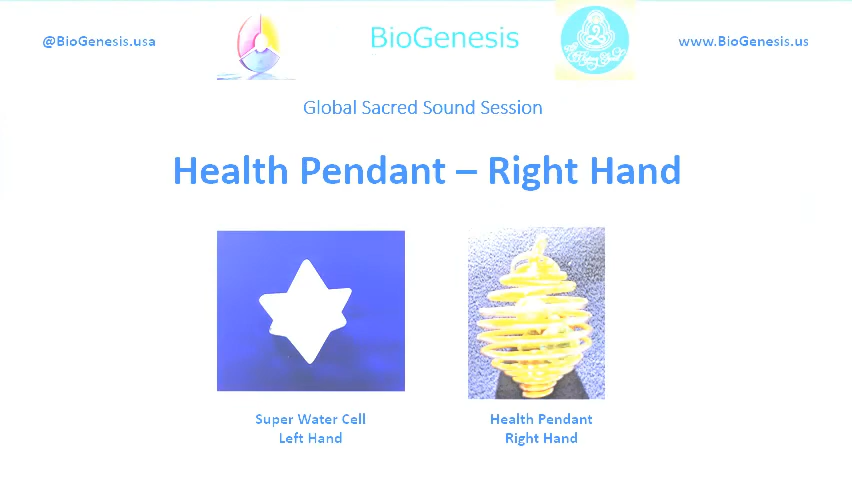 @BioGenesis.usa
BioGenesis
www.BioGenesis.us
Global Sacred Sound Session
Health Pendant – Right Hand
Super Water Cell
Left Hand
Health Pendant
Right Hand